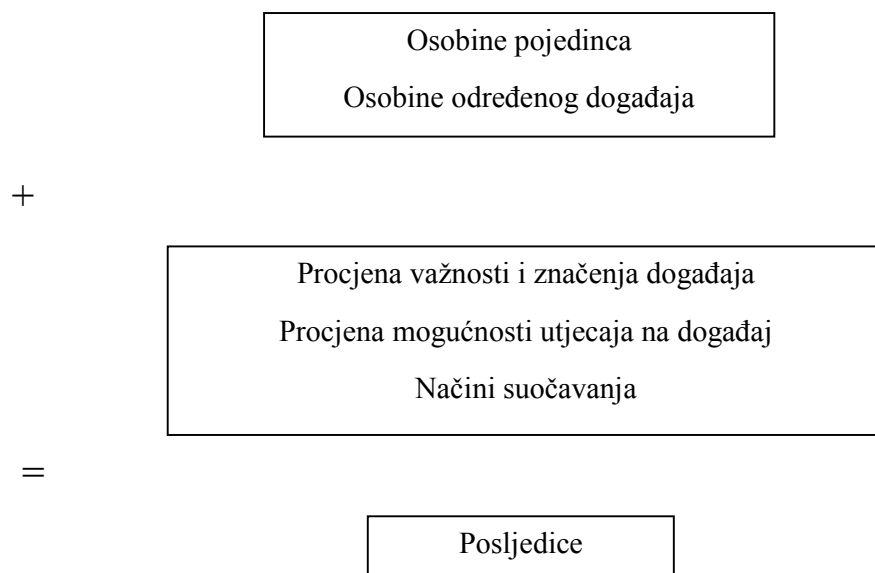 Osobine pojedinca
Osobine određenog događaja
+
Procjena važnosti i značenja događaja
Procjena mogućnosti utjecaja na događaj
Načini suočavanja
=
Posljedice